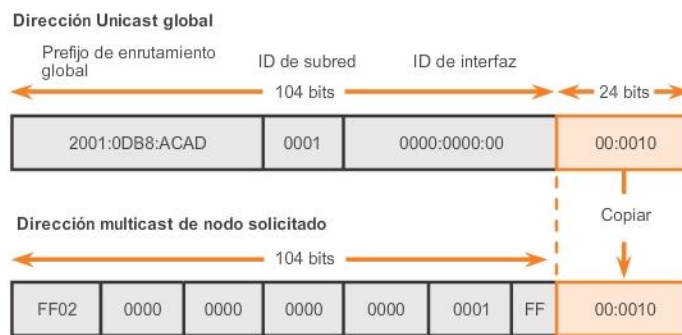 Dirección Unicast global
Prefijo de enrutamiento global
ID de subred
ID de interfaz
104 bits
24 bits
2001:0DB8:ACAD
0001
0000:0000:00
00:0010
Copiar
Dirección multicast de nodo solicitado
104 bits
FF02
0000
0000
0000
0000
0001
FF
00:0010